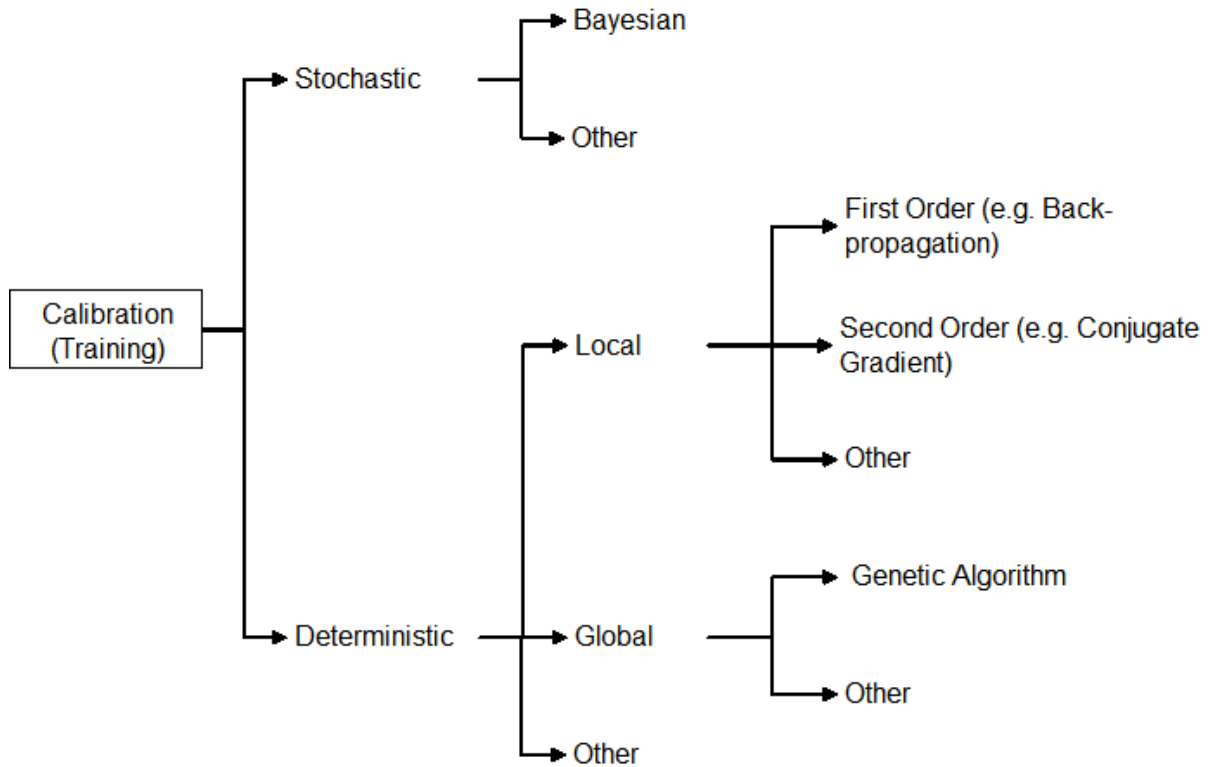 Bayesian
Stochastic
Other
First Order (e.g. Back-
propagation)
Calibration
(Training)
Local
Second Order (e.g. Conjugate
Gradient)
Other
Genetic Algorithm
Deterministic
Global
Other
Other